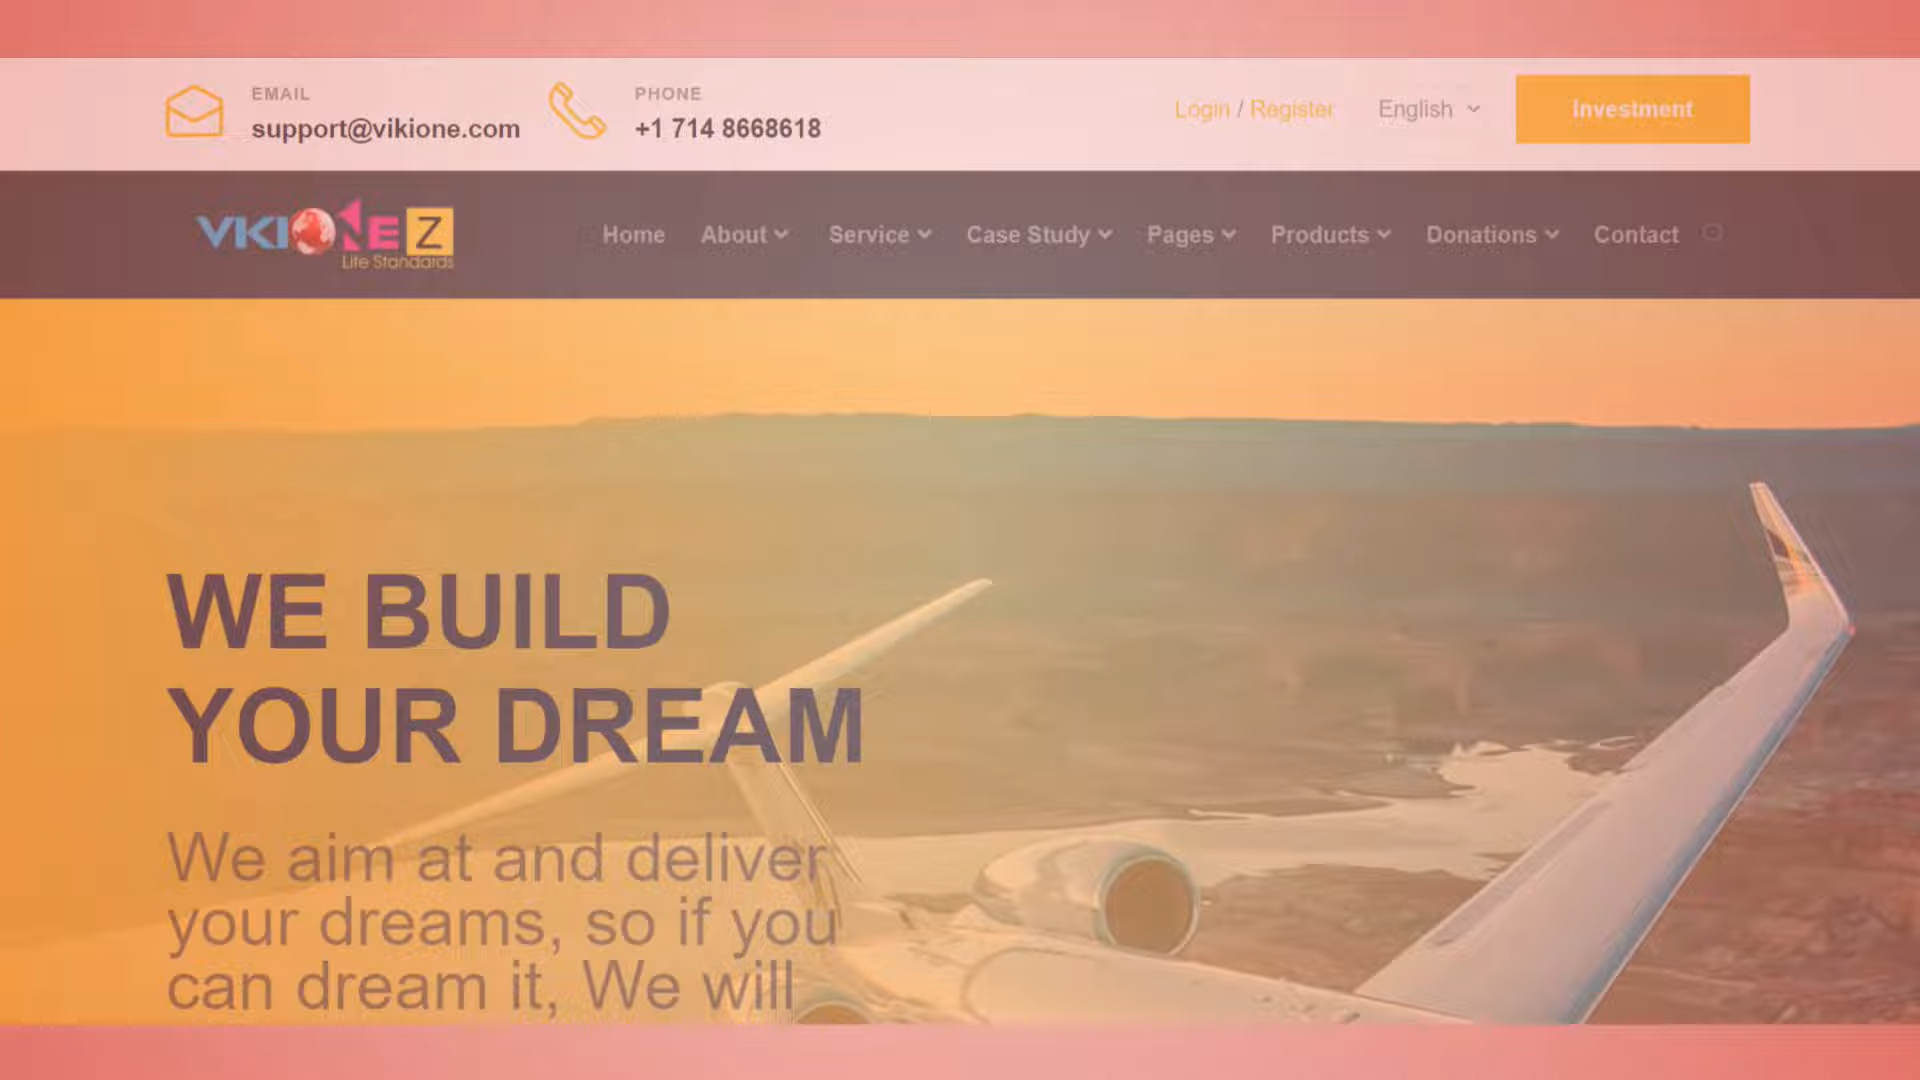 EMAIL
support@vikione.com
PHONE
+1 714 8668618
Login / Register
English
Investment
VKIONE Z
Life Standards
Home About Service Case Study Pages Products Donations Contact
WE BUILD
YOUR DREAM
We aim at and deliver
your dreams, so if you
can dream it, We will